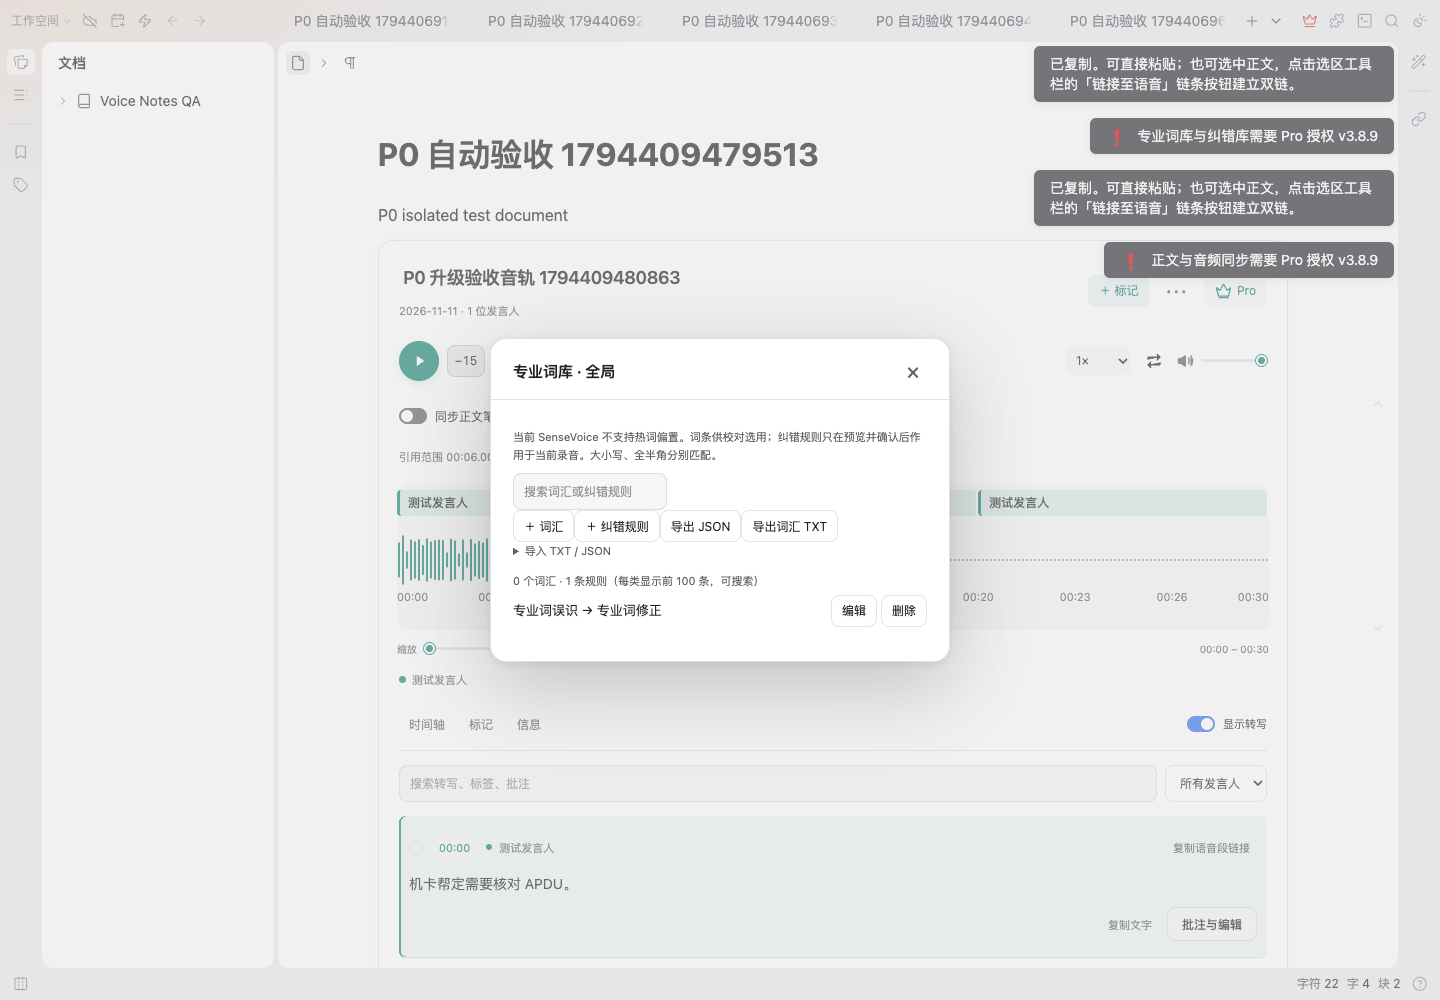 工作空间
P0 自动验收 179440691
P0 自动验收 179440692
P0 自动验收 179440693
P0 自动验收 179440694
P0 自动验收 179440696
文档
Voice Notes QA
已复制。可直接粘贴；也可选中正文，点击选区工具
栏的「链接至语音」链条按钮建立双链。
❗ 专业词库与纠错库需要 Pro 授权 v3.8.9
已复制。可直接粘贴；也可选中正文，点击选区工具
栏的「链接至语音」链条按钮建立双链。
❗ 正文与音频同步需要 Pro 授权 v3.8.9
P0 自动验收 1794409479513
P0 isolated test document
P0 升级验收音轨 1794409480863
+ 标记
Pro
2026-11-11 · 1 位发言人
−15
1×
同步正文笔
引用范围 00:06.00
测试发言人
测试发言人
00:00
00:20
00:23
00:26
00:30
缩放
00:00 – 00:30
测试发言人
专业词库 · 全局
当前 SenseVoice 不支持热词偏置。词条供校对选用；纠错规则只在预览并确认后作
用于当前录音。大小写、全半角分别匹配。
搜索词汇或纠错规则
+ 词汇
+ 纠错规则
导出 JSON
导出词汇 TXT
导入 TXT / JSON
0 个词汇 · 1 条规则（每类显示前 100 条，可搜索）
专业词误识 → 专业词修正
编辑
删除
时间轴
标记
信息
显示转写
搜索转写、标签、批注
所有发言人
00:00
测试发言人
复制语音段链接
机卡帮定需要核对 APDU。
复制文字
批注与编辑
字符 22 字 4 块 2